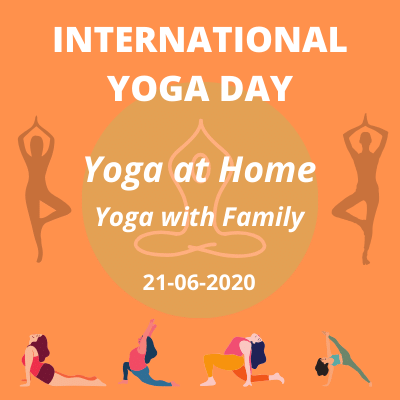 INTERNATIONAL
YOGA DAY
Yoga at Home
Yoga with Family
21-06-2020